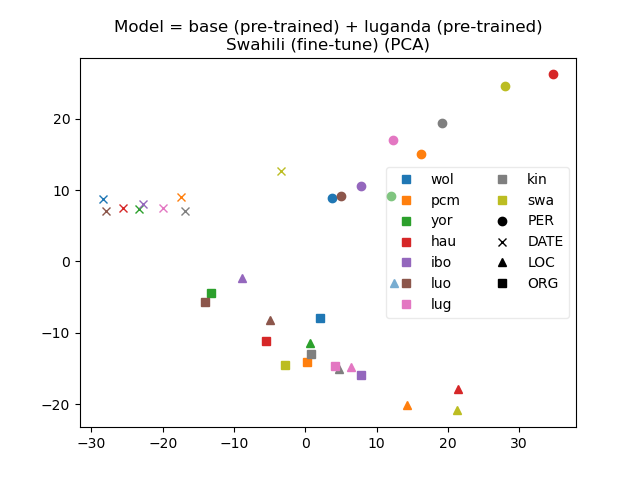 Model = base (pre-trained) + luganda (pre-trained)
Swahili (fine-tune) (PCA)
20
10
0
−10
−20
−30
−20
−10
0
10
20
30
wol
pcm
yor
hau
ibo
luo
lug
kin
swa
PER
DATE
LOC
ORG